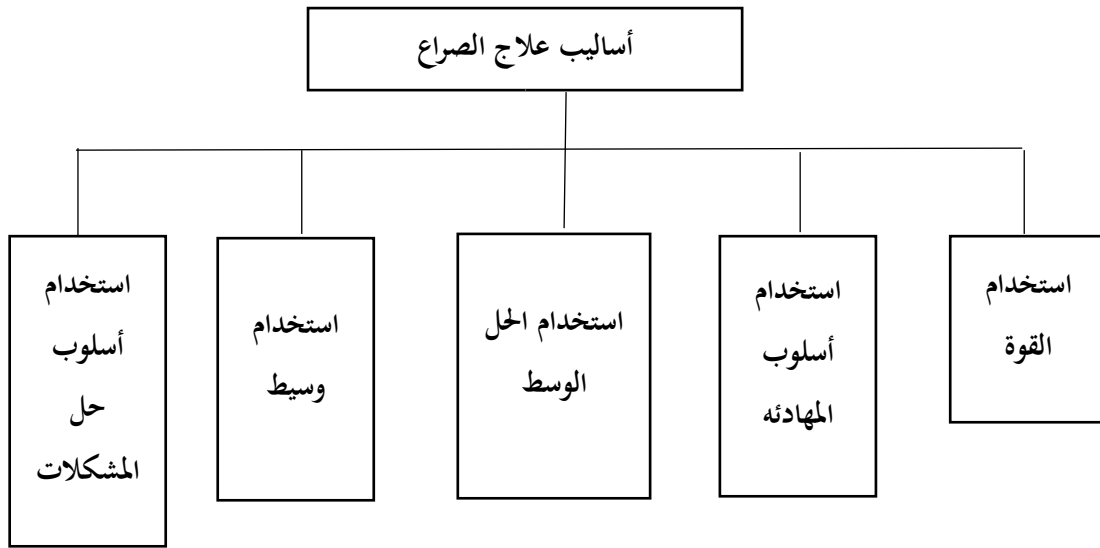 أساليب علاج الصراع
استخدام
القوة
استخدام
أسلوب
المهادئه
استخدام الحل
الوسط
استخدام
وسيط
استخدام
أسلوب
حل
المشكلات